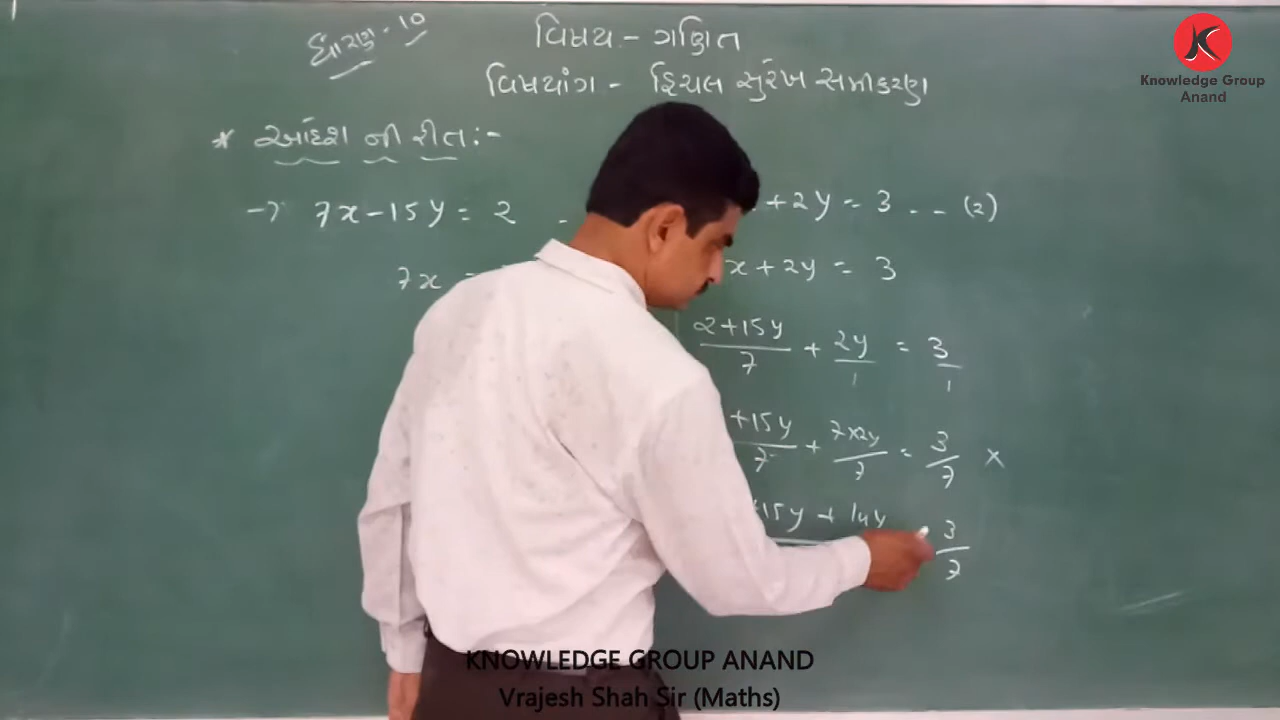 ધોરણ - ૧૦
વિષય - ગણિત
વિષયાંગ - દ્વિચલ સુરેખ સમીકરણ
Knowledge Group
Anand
* આદેશ ની રીત :-
→ 7x - 15y = 2 .
+ 2y = 3 - - (2)
7x =
x + 2y = 3
2+15y/7 + 2y/1 = 3/1
+15y/7 + 7x2y/7 = 3/7 x
+15y + 14y
3/7
KNOWLEDGE GROUP ANAND
Vrajesh Shah Sir (Maths)